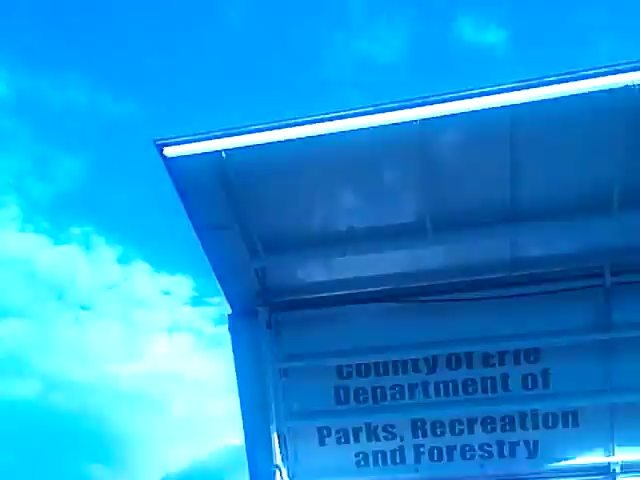 County of Erie
Department of
Parks, Recreation
and Forestry